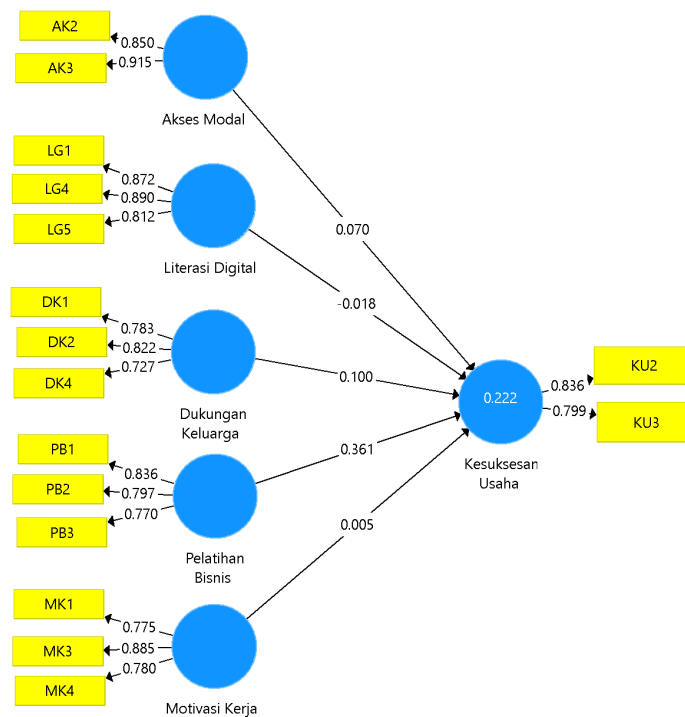 AK2
0.850
AK3
0.915
Akses Modal
LG1
0.872
LG4
0.890
LG5
0.812
Literasi Digital
0.070
-0.018
DK1
0.783
DK2
0.822
DK4
0.727
Dukungan
Keluarga
0.100
0.222
Kesuksesan
Usaha
0.836
KU2
0.799
KU3
PB1
0.836
PB2
0.797
PB3
0.770
Pelatihan
Bisnis
0.361
0.005
MK1
0.775
MK3
0.885
MK4
0.780
Motivasi Kerja